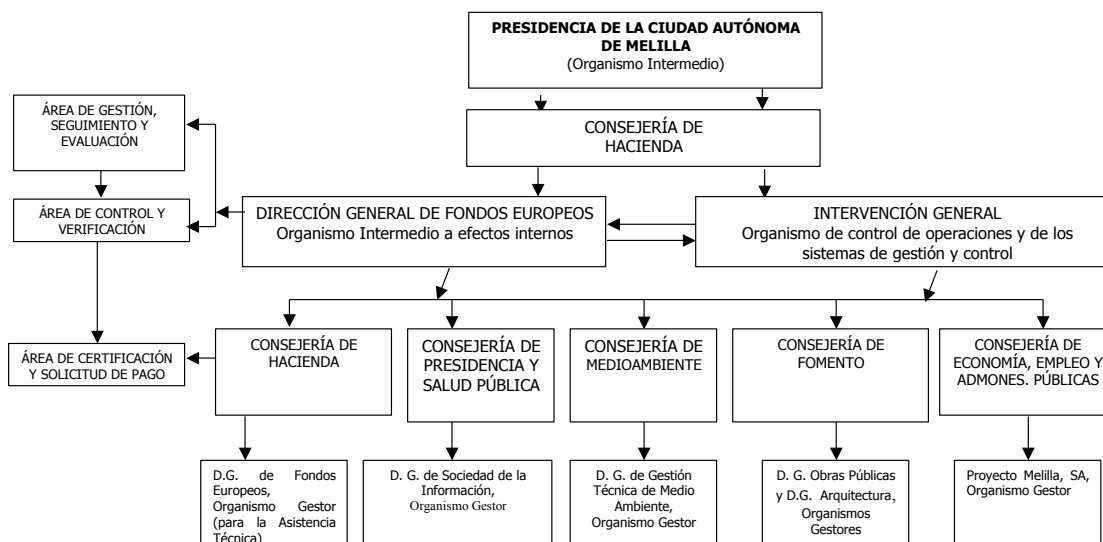 PRESIDENCIA DE LA CIUDAD AUTÓNOMA
DE MELILLA
(Organismo Intermedio)
ÁREA DE GESTIÓN,
SEGUIMIENTO Y
EVALUACIÓN
CONSEJERÍA DE
HACIENDA
ÁREA DE CONTROL Y
VERIFICACIÓN
DIRECCIÓN GENERAL DE FONDOS EUROPEOS
Organismo Intermedio a efectos internos
INTERVENCIÓN GENERAL
Organismo de control de operaciones y de los
sistemas de gestión y control
ÁREA DE CERTIFICACIÓN
Y SOLICITUD DE PAGO
CONSEJERÍA DE
HACIENDA
CONSEJERÍA DE
PRESIDENCIA Y
SALUD PÚBLICA
CONSEJERÍA DE
MEDIOAMBIENTE
CONSEJERÍA DE
FOMENTO
CONSEJERÍA DE
ECONOMÍA, EMPLEO Y
ADMONES. PÚBLICAS
D.G. de Fondos
Europeos,
Organismo Gestor
(para la Asistencia
Técnica)
D. G. de Sociedad de la
Información,
Organismo Gestor
D. G. de Gestión
Técnica de Medio
Ambiente,
Organismo Gestor
D. G. Obras Públicas
y D.G. Arquitectura,
Organismos
Gestores
Proyecto Melilla, SA,
Organismo Gestor